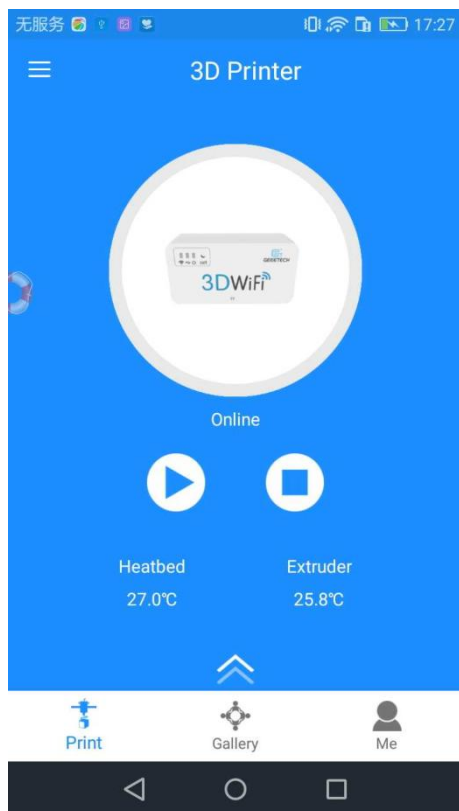 无服务
17:27
3D Printer
GEEETECH
3DWiFi
Online
Heatbed
Extruder
27.0℃
25.8℃
Print
Gallery
Me